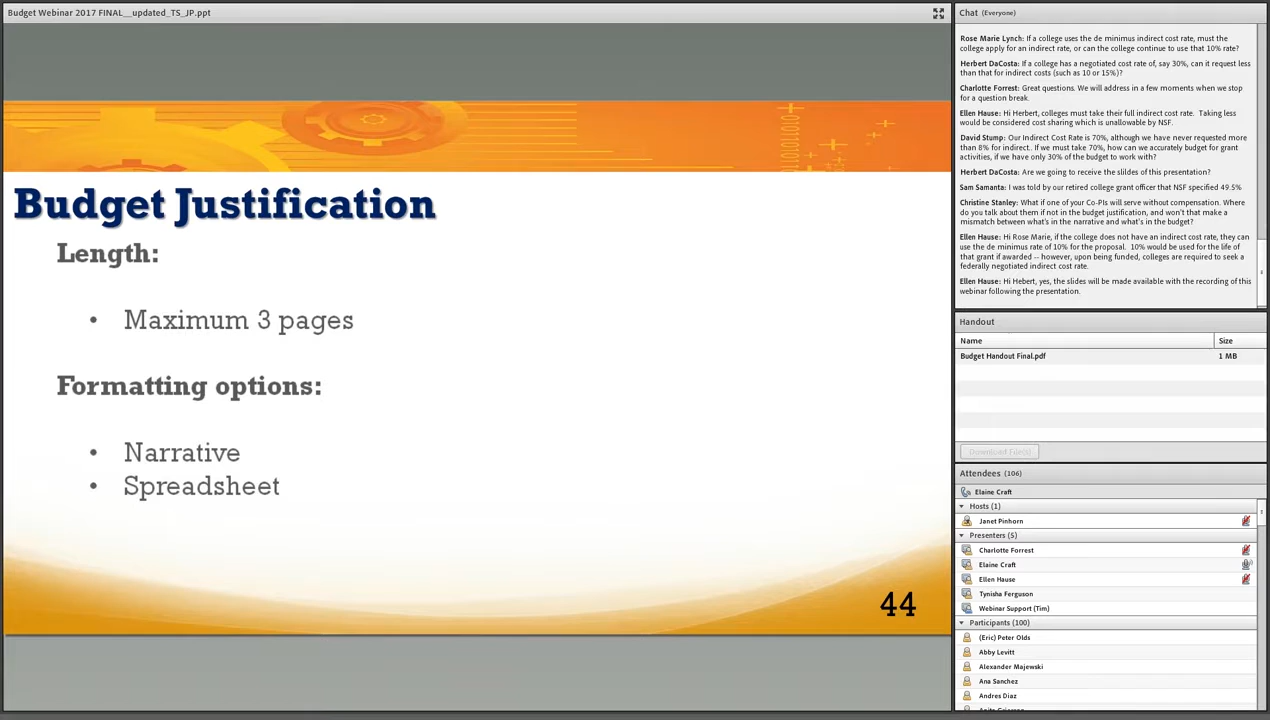 Budget Webinar 2017 FINAL__updated_TS_JP.ppt
Budget Justification
Length:
• Maximum 3 pages
Formatting options:
• Narrative
• Spreadsheet
44
Chat (Everyone)
Rose Marie Lynch: If a college uses the de minimus indirect cost rate, must the
college apply for an indirect rate, or can the college continue to use that 10% rate?
Herbert DaCosta: If a college has a negotiated cost rate of, say 30%, can it request less
than that for indirect costs (such as 10 or 15%)?
Charlotte Forrest: Great questions. We will address in a few moments when we stop
for a question break.
Ellen Hause: Hi Herbert, colleges must take their full indirect cost rate. Taking less
would be considered cost sharing which is unallowable by NSF.
David Stump: Our Indirect Cost Rate is 70%, although we have never requested more
than 8% for indirect.. If we must take 70%, how can we accurately budget for grant
activities, if we have only 30% of the budget to work with?
Herbert DaCosta: Are we going to receive the slildes of this presentation?
Sam Samanta: I was told by our retired college grant officer that NSF specified 49.5%
Christine Stanley: What if one of your Co-PIs will serve without compensation. Where
do you talk about them if not in the budget justification, and won't that make a
mismatch between what's in the narrative and what's in the budget?
Ellen Hause: Hi Rose Marie, if the college does not have an indirect cost rate, they can
use the de minimus rate of 10% for the proposal. 10% would be used for the life of
that grant if awarded -- however, upon being funded, colleges are required to seek a
federally negotiated indirect cost rate.
Ellen Hause: Hi Hebert, yes, the slides will be made available with the recording of this
webinar following the presentation.
Handout
Name Size
Budget Handout Final.pdf 1 MB
Download File(s)
Attendees (106)
Elaine Craft
Hosts (1)
Janet Pinhorn
Presenters (5)
Charlotte Forrest
Elaine Craft
Ellen Hause
Tynisha Ferguson
Webinar Support (Tim)
Participants (100)
(Eric) Peter Olds
Abby Levitt
Alexander Majewski
Ana Sanchez
Andres Diaz